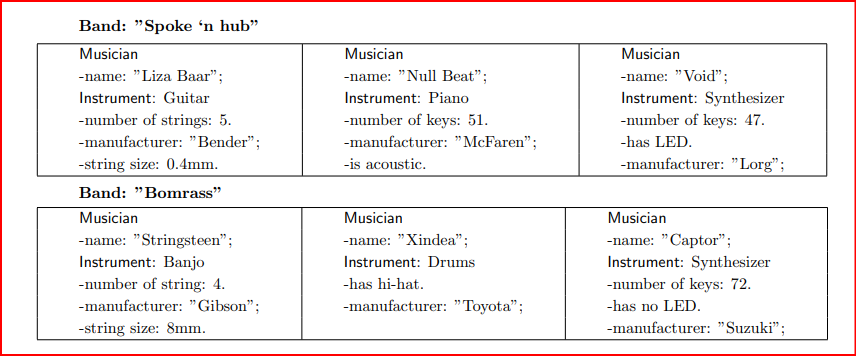 Band: ”Spoke ‘n hub”
Musician
-name: ”Liza Baar”;
Instrument: Guitar
-number of strings: 5.
-manufacturer: ”Bender”;
-string size: 0.4mm.
Musician
-name: ”Null Beat”;
Instrument: Piano
-number of keys: 51.
-manufacturer: ”McFaren”;
-is acoustic.
Musician
-name: ”Void”;
Instrument: Synthesizer
-number of keys: 47.
-has LED.
-manufacturer: ”Lorg”;
Band: ”Bomrass”
Musician
-name: ”Stringsteen”;
Instrument: Banjo
-number of string: 4.
-manufacturer: ”Gibson”;
-string size: 8mm.
Musician
-name: ”Xindea”;
Instrument: Drums
-has hi-hat.
-manufacturer: ”Toyota”;
Musician
-name: ”Captor”;
Instrument: Synthesizer
-number of keys: 72.
-has no LED.
-manufacturer: ”Suzuki”;